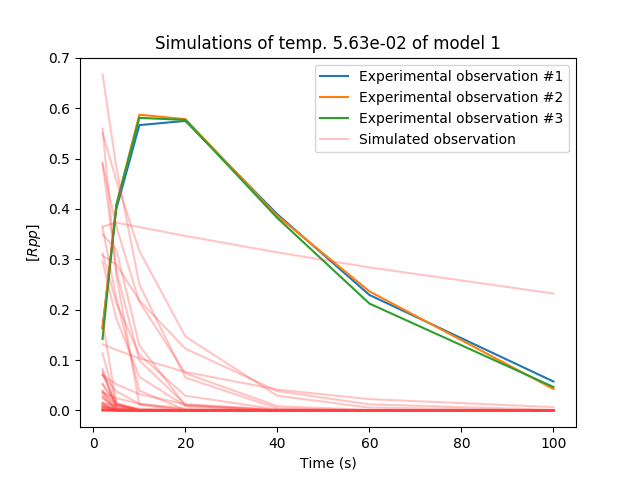 Simulations of temp. 5.63e-02 of model 1
[Rpp]
0.7
0.6
0.5
0.4
0.3
0.2
0.1
0.0
Experimental observation #1
Experimental observation #2
Experimental observation #3
Simulated observation
0 20 40 60 80 100
Time (s)